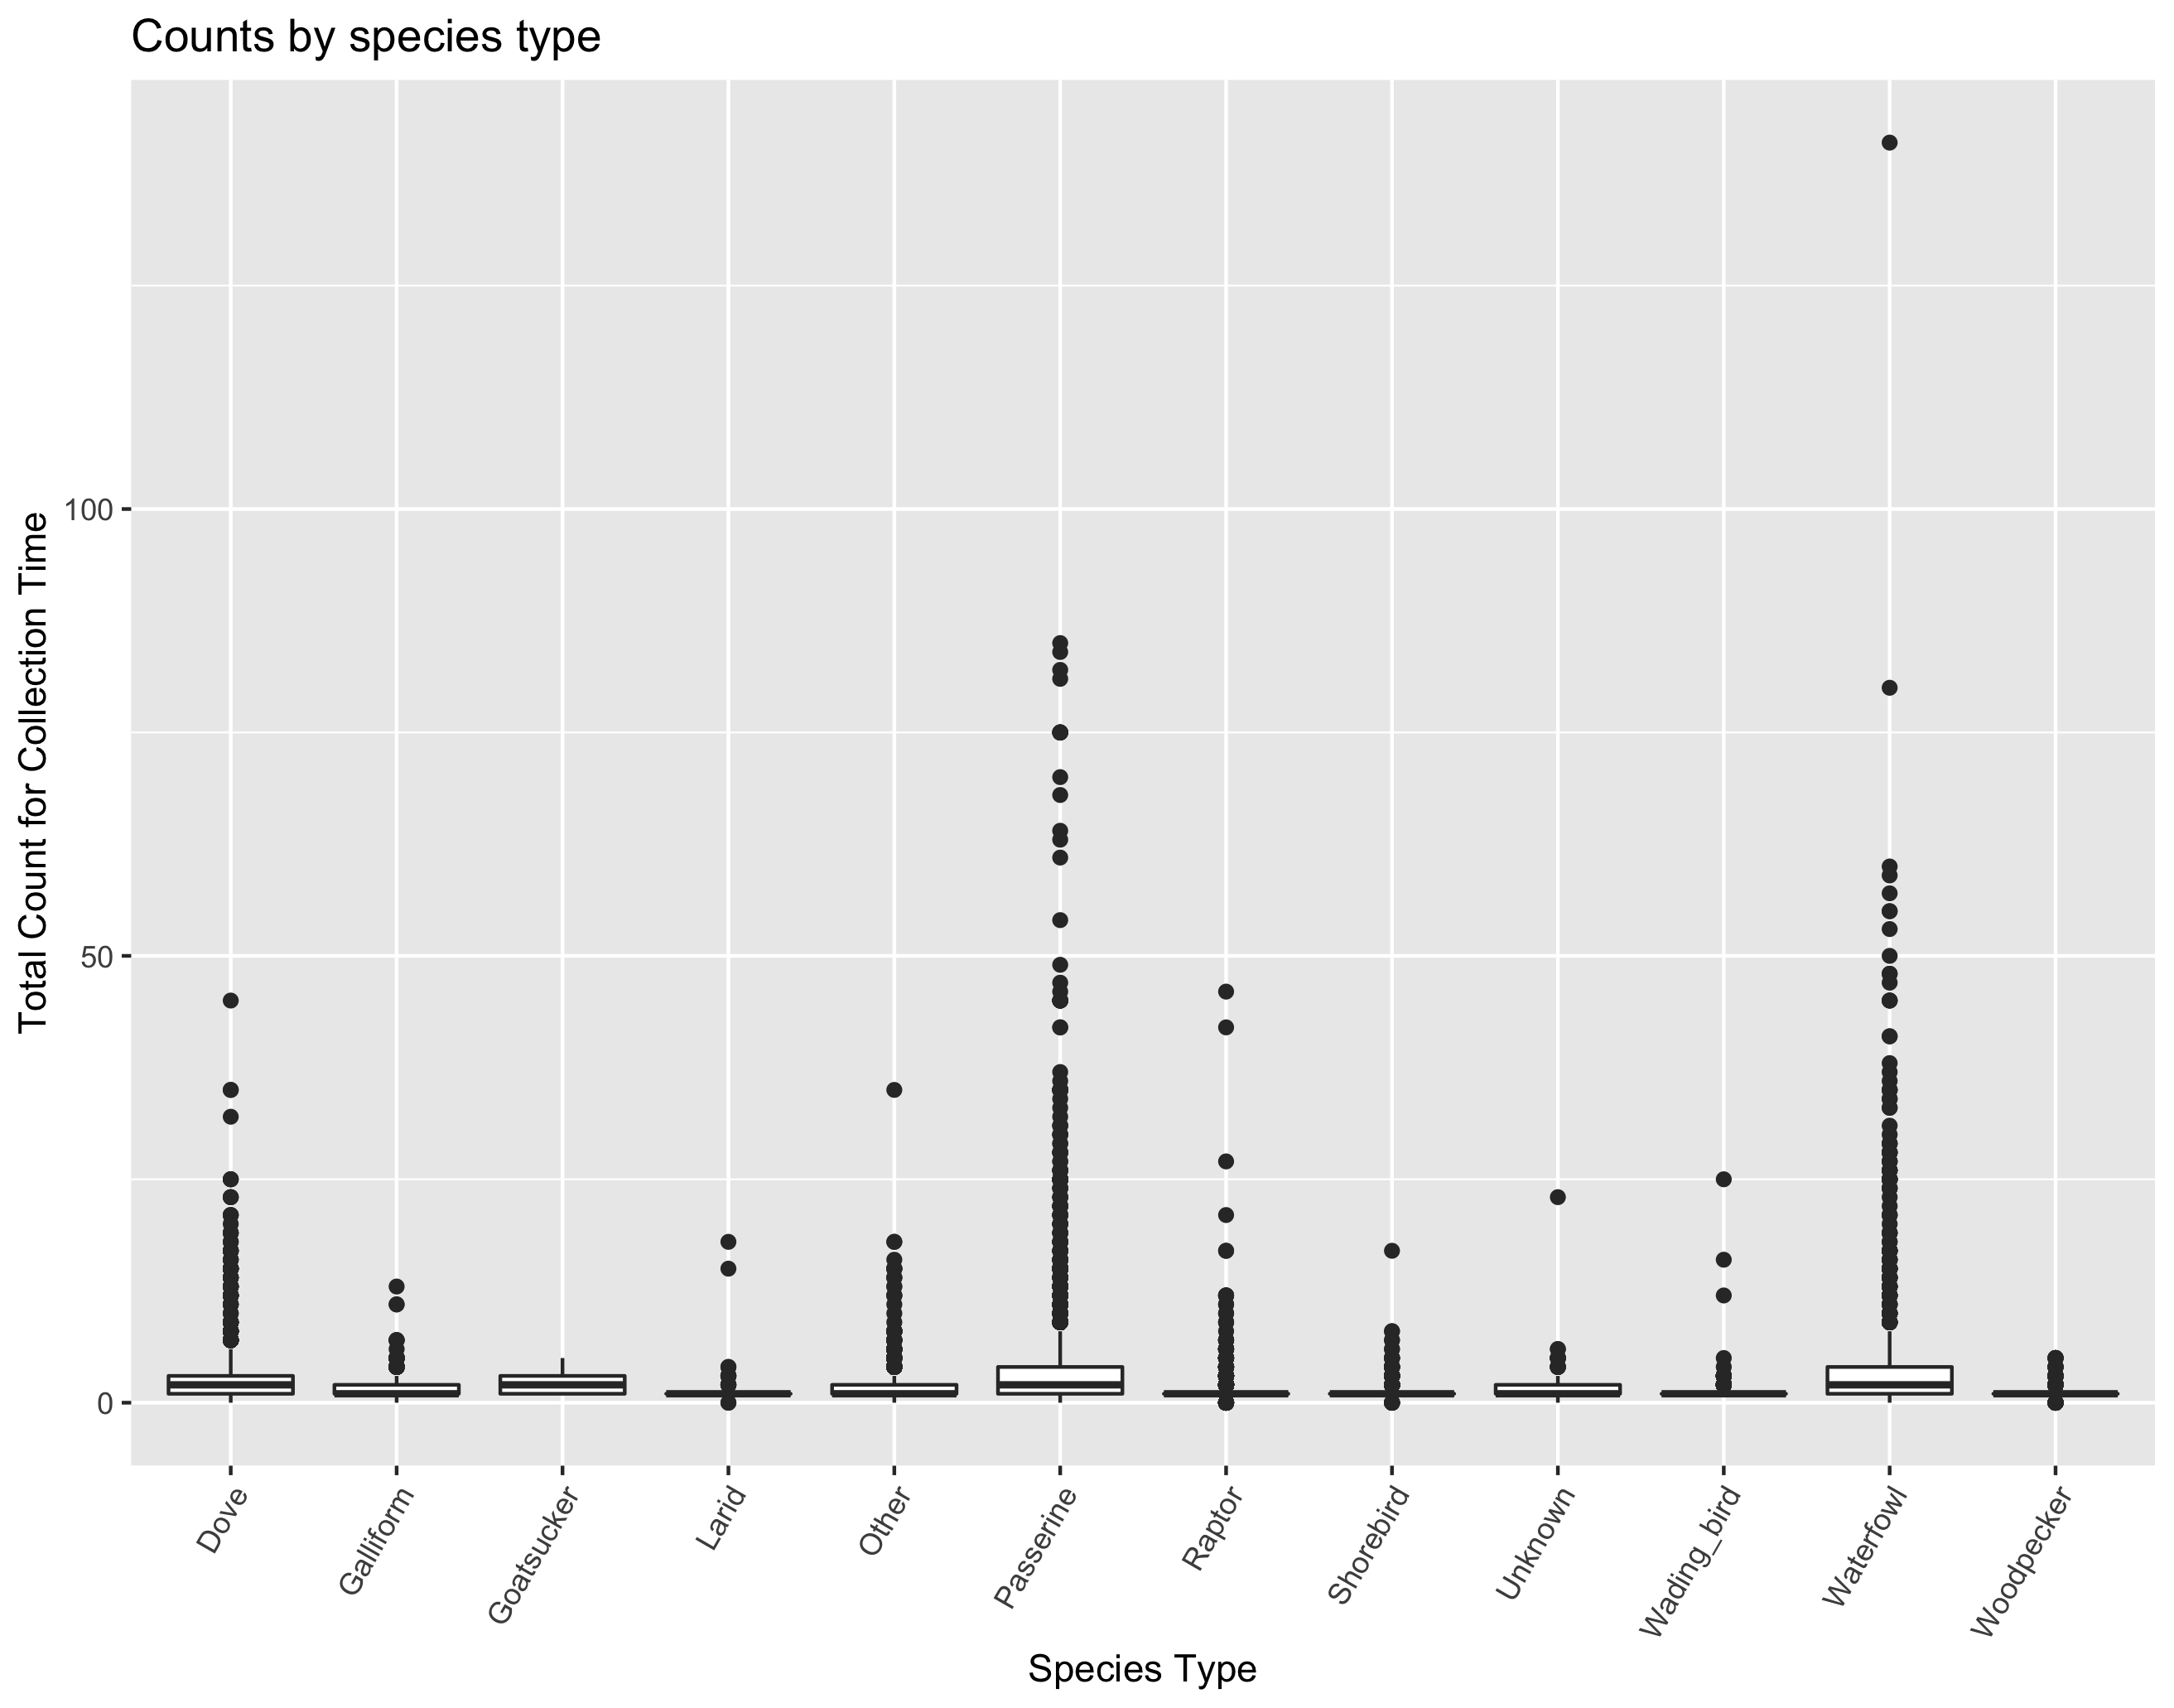 Counts by species type
Total Count for Collection Time
100
50
0
Dove
Galliform
Goatsucker
Larid
Other
Passerine
Raptor
Shorebird
Unknown
Wading_bird
Waterfowl
Woodpecker
Species Type